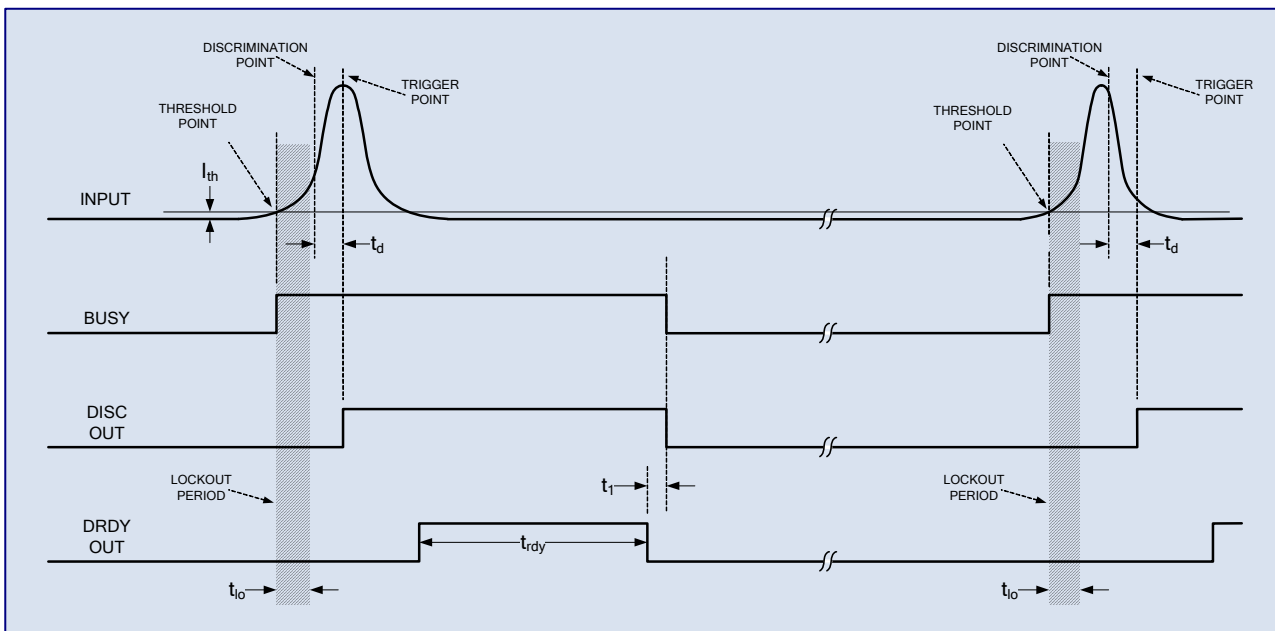 DISCRIMINATION
POINT
TRIGGER
POINT
THRESHOLD
POINT
Ith
INPUT
td
DISCRIMINATION
POINT
TRIGGER
POINT
THRESHOLD
POINT
td
BUSY
DISC
OUT
LOCKOUT
PERIOD
t1
LOCKOUT
PERIOD
DRDY
OUT
trdy
tlo
tlo